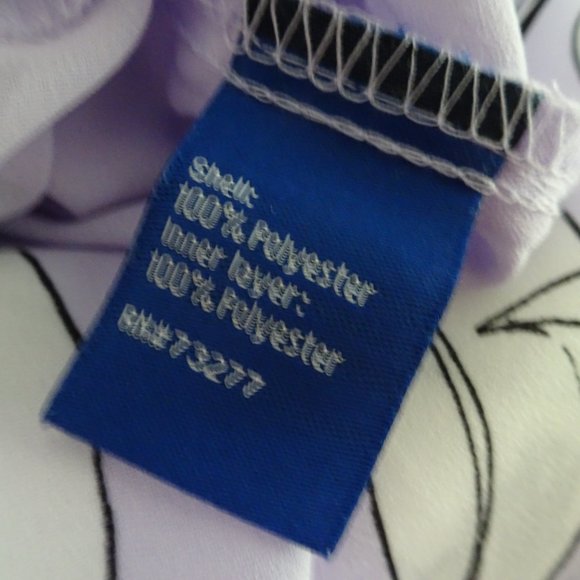 Shell:
100% Polyester
Inner layer:
100% Polyester
RN#73277